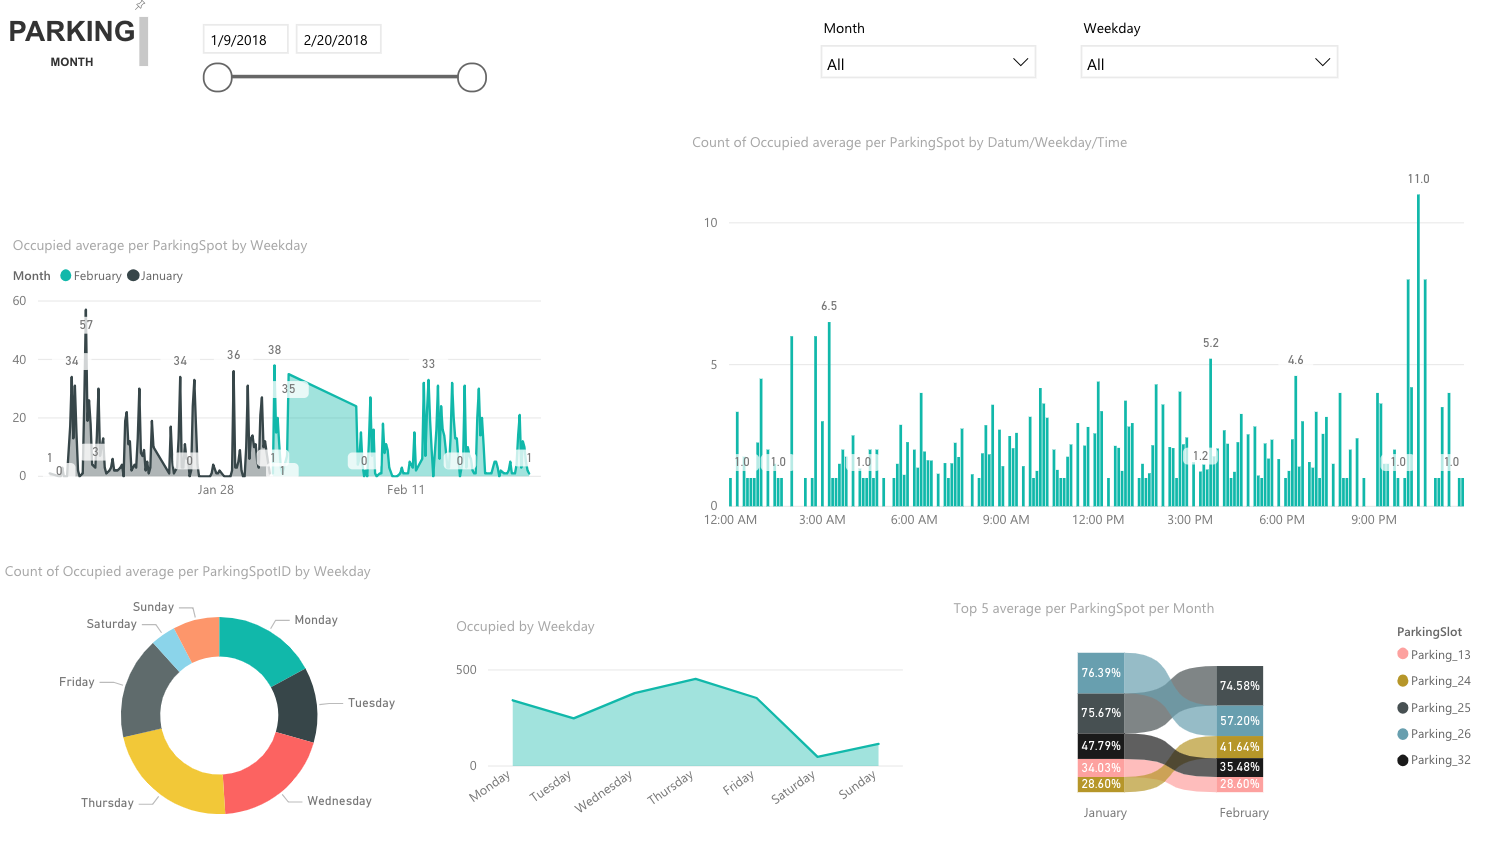 PARKING
MONTH
1/9/2018 2/20/2018
Month
All
Weekday
All
Count of Occupied average per ParkingSpot by Datum/Weekday/Time
11.0
10
6.5
5.2
4.6
5
1.0 1.0 1.0 1.2 1.0 1.0
0
12:00 AM 3:00 AM 6:00 AM 9:00 AM 12:00 PM 3:00 PM 6:00 PM 9:00 PM
Occupied average per ParkingSpot by Weekday
Month February January
60
57
40
34 34 36 38 33
35
20
1 3 0 1 0 0 1
0 1
0
Jan 28 Feb 11
Count of Occupied average per ParkingSpotID by Weekday
Sunday
Monday
Saturday
Friday
Tuesday
Thursday
Wednesday
Occupied by Weekday
500
0
Monday Tuesday Wednesday Thursday Friday Saturday Sunday
Top 5 average per ParkingSpot per Month
76.39%
75.67%
47.79%
34.03%
28.60%
74.58%
57.20%
41.64%
35.48%
28.60%
January February
ParkingSlot
Parking_13
Parking_24
Parking_25
Parking_26
Parking_32